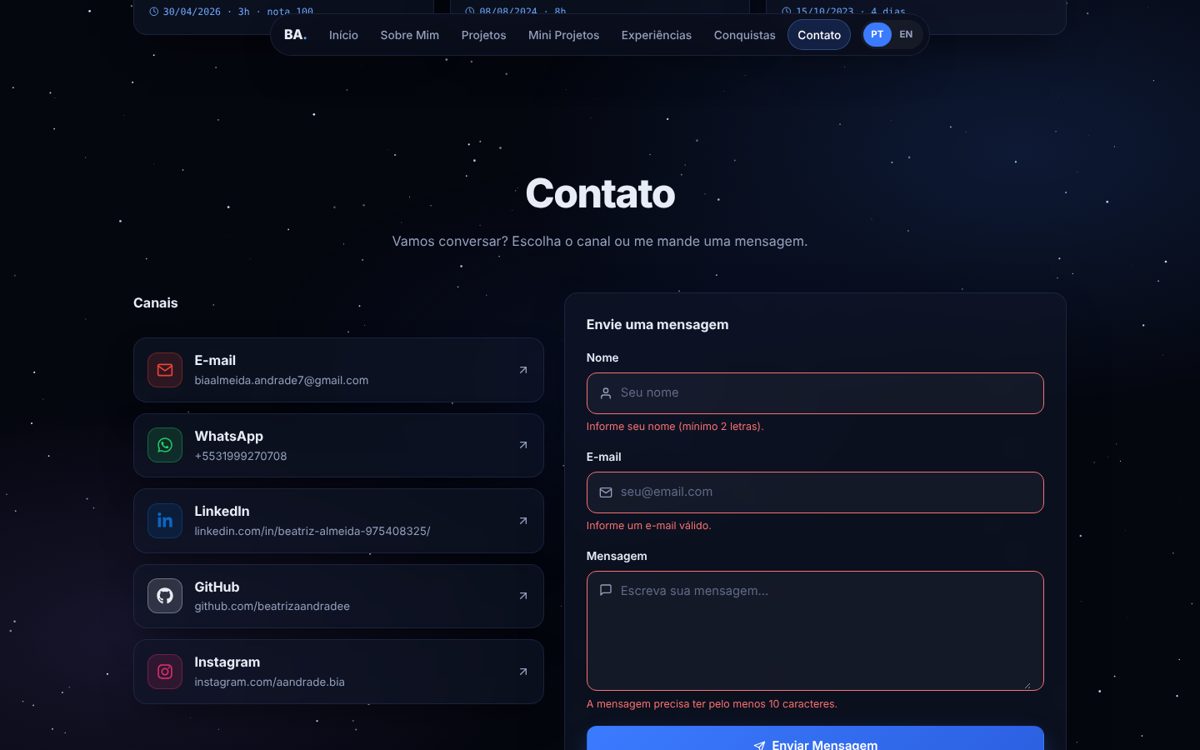 30/04/2026 · 3h · nota 100
08/08/2024 · 8h
15/10/2023 · 4 dias
BA. Início Sobre Mim Projetos Mini Projetos Experiências Conquistas Contato PT EN
Contato
Vamos conversar? Escolha o canal ou me mande uma mensagem.
Canais
E-mail
biaalmeida.andrade7@gmail.com
WhatsApp
+5531999270708
LinkedIn
linkedin.com/in/beatriz-almeida-975408325/
GitHub
github.com/beatrizaandradee
Instagram
instagram.com/aandrade.bia
Envie uma mensagem
Nome
Seu nome
Informe seu nome (mínimo 2 letras).
E-mail
seu@email.com
Informe um e-mail válido.
Mensagem
Escreva sua mensagem...
A mensagem precisa ter pelo menos 10 caracteres.
Enviar Mensagem